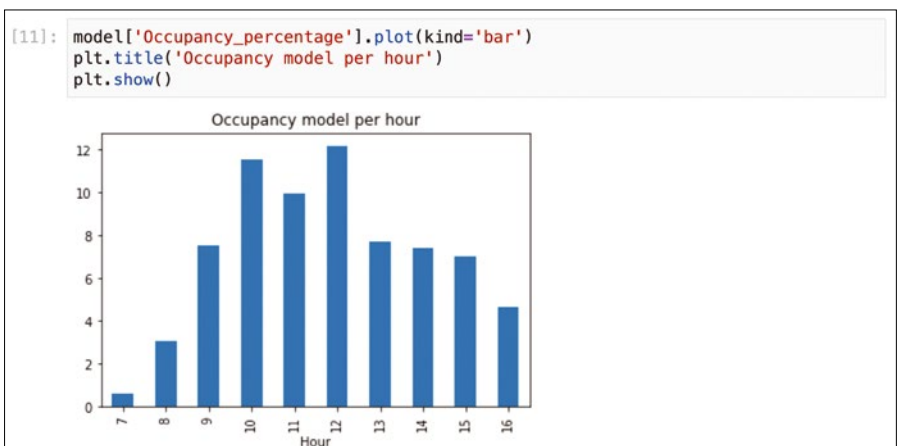 [11]: model['Occupancy_percentage'].plot(kind='bar')
plt.title('Occupancy model per hour')
plt.show()
Occupancy model per hour
12
10
8
6
4
2
0
7 8 9 10 11 12 13 14 15 16
Hour